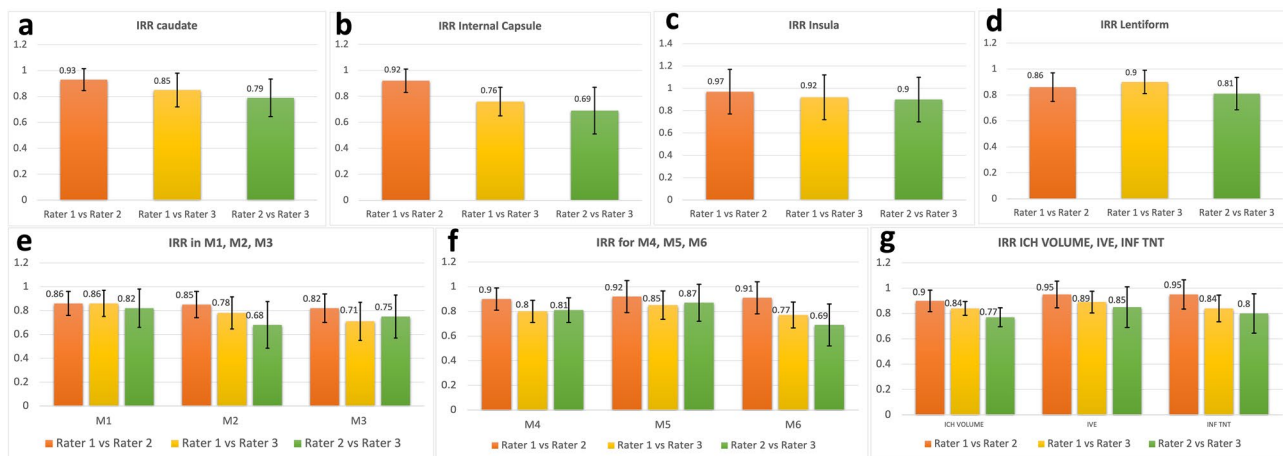 a
IRR caudate
1.2
1
0.8
0.6
0.4
0.2
0
0.93
0.85
0.79
Rater 1 vs Rater 2 Rater 1 vs Rater 3 Rater 2 vs Rater 3
b
IRR Internal Capsule
1.2
1
0.8
0.6
0.4
0.2
0
0.92
0.76
0.69
Rater 1 vs Rater 2 Rater 1 vs Rater 3 Rater 2 vs Rater 3
c
IRR Insula
1.4
1.2
1
0.8
0.6
0.4
0.2
0
0.97
0.92
0.9
Rater 1 vs Rater 2 Rater 1 vs Rater 3 Rater 2 vs Rater 3
d
IRR Lentiform
1.2
1
0.8
0.6
0.4
0.2
0
0.86
0.9
0.81
Rater 1 vs Rater 2 Rater 1 vs Rater 3 Rater 2 vs Rater 3
e
IRR in M1, M2, M3
1.2
1
0.8
0.6
0.4
0.2
0
0.86 0.86 0.82
0.85 0.78 0.68
0.82 0.71 0.75
M1 M2 M3
Rater 1 vs Rater 2 Rater 1 vs Rater 3 Rater 2 vs Rater 3
f
IRR for M4, M5, M6
1.2
1
0.8
0.6
0.4
0.2
0
0.9 0.8 0.81
0.92 0.85 0.87
0.91 0.77 0.69
M4 M5 M6
Rater 1 vs Rater 2 Rater 1 vs Rater 3 Rater 2 vs Rater 3
g
IRR ICH VOLUME, IVE, INF TNT
1.2
1
0.8
0.6
0.4
0.2
0
0.9 0.84 0.77
0.95 0.89 0.85
0.95 0.84 0.8
ICH VOLUME IVE INF TNT
Rater 1 vs Rater 2 Rater 1 vs Rater 3 Rater 2 vs Rater 3